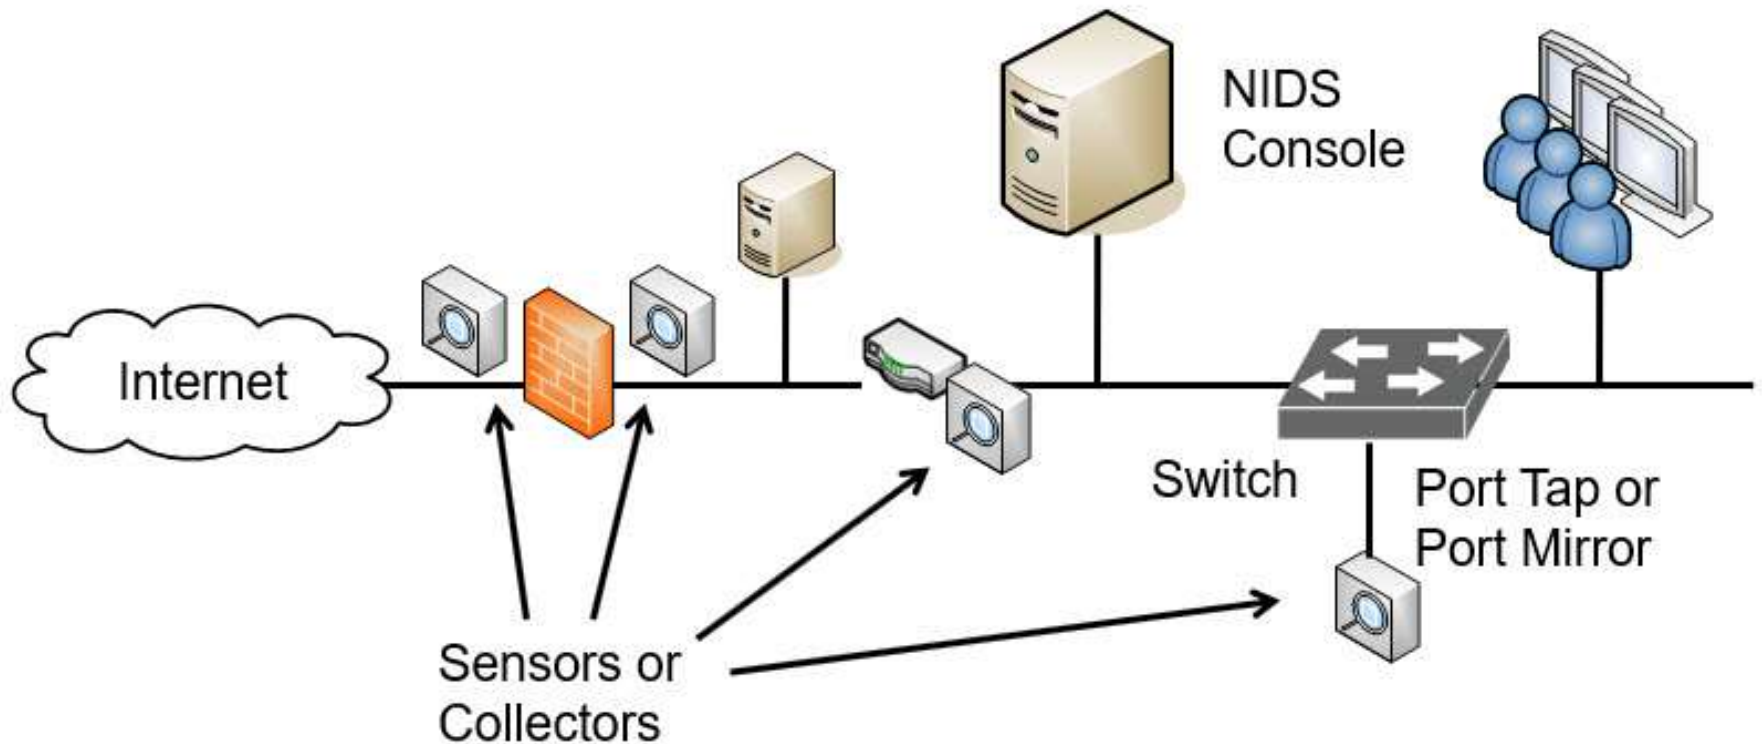 NIDS
Console
Internet
Switch
Port Tap or
Port Mirror
Sensors or
Collectors